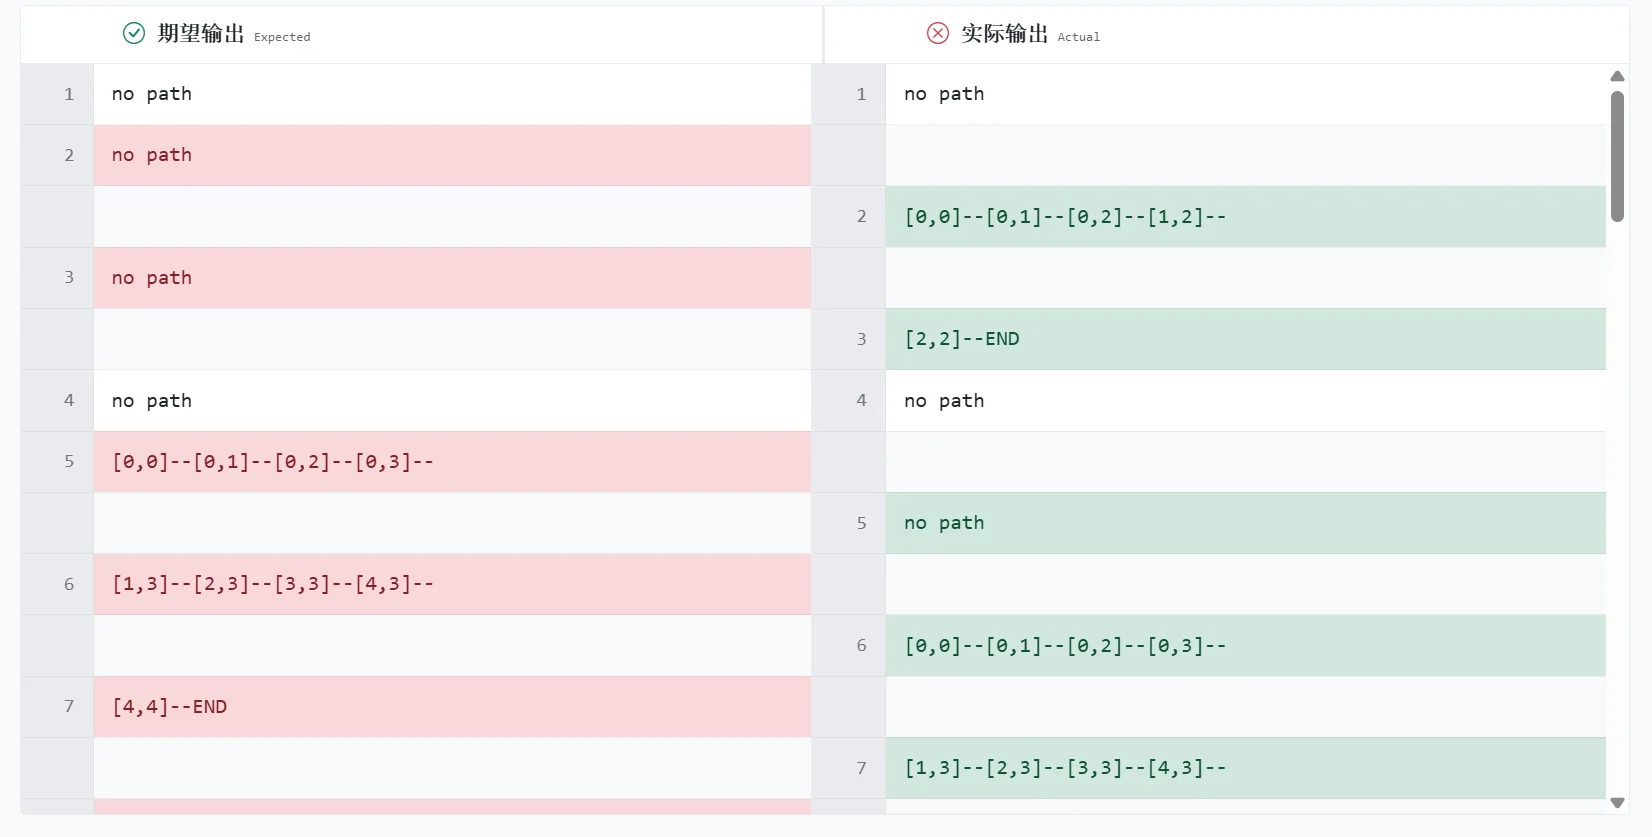 期望输出 Expected
实际输出 Actual
1 no path
1 no path
2 no path
2 [0,0]--[0,1]--[0,2]--[1,2]--
3 no path
3 [2,2]--END
4 no path
4 no path
5 [0,0]--[0,1]--[0,2]--[0,3]--
5 no path
6 [1,3]--[2,3]--[3,3]--[4,3]--
6 [0,0]--[0,1]--[0,2]--[0,3]--
7 [4,4]--END
7 [1,3]--[2,3]--[3,3]--[4,3]--